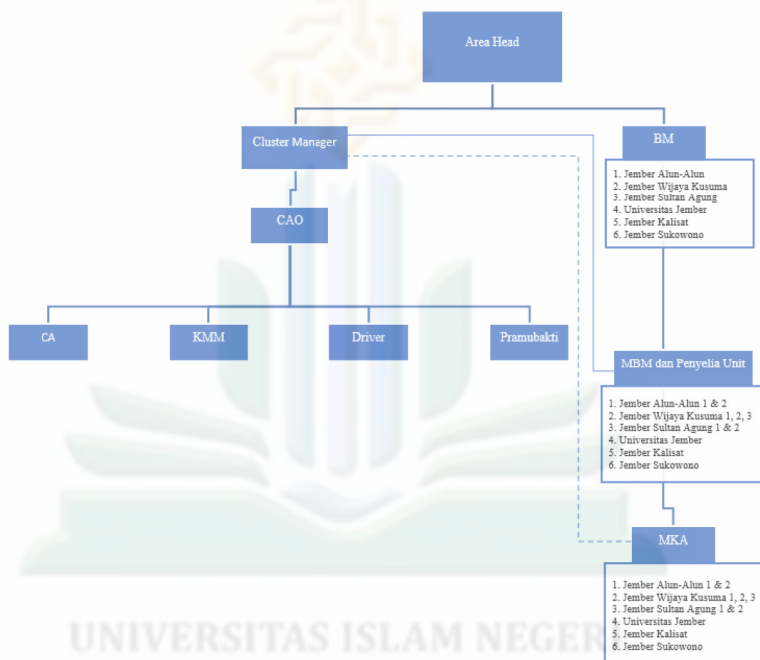 Area Head
Cluster Manager
BM
1. Jember Alun-Alun
2. Jember Wijaya Kusuma
3. Jember Sultan Agung
4. Universitas Jember
5. Jember Kalisat
6. Jember Sukowono
CAO
CA
KMM
Driver
Pramubakti
MBM dan Penyelia Unit
1. Jember Alun-Alun 1 & 2
2. Jember Wijaya Kusuma 1, 2, 3
3. Jember Sultan Agung 1 & 2
4. Universitas Jember
5. Jember Kalisat
6. Jember Sukowono
MKA
1. Jember Alun-Alun 1 & 2
2. Jember Wijaya Kusuma 1, 2, 3
3. Jember Sultan Agung 1 & 2
4. Universitas Jember
5. Jember Kalisat
6. Jember Sukowono
UNIVERSITAS ISLAM NEGER